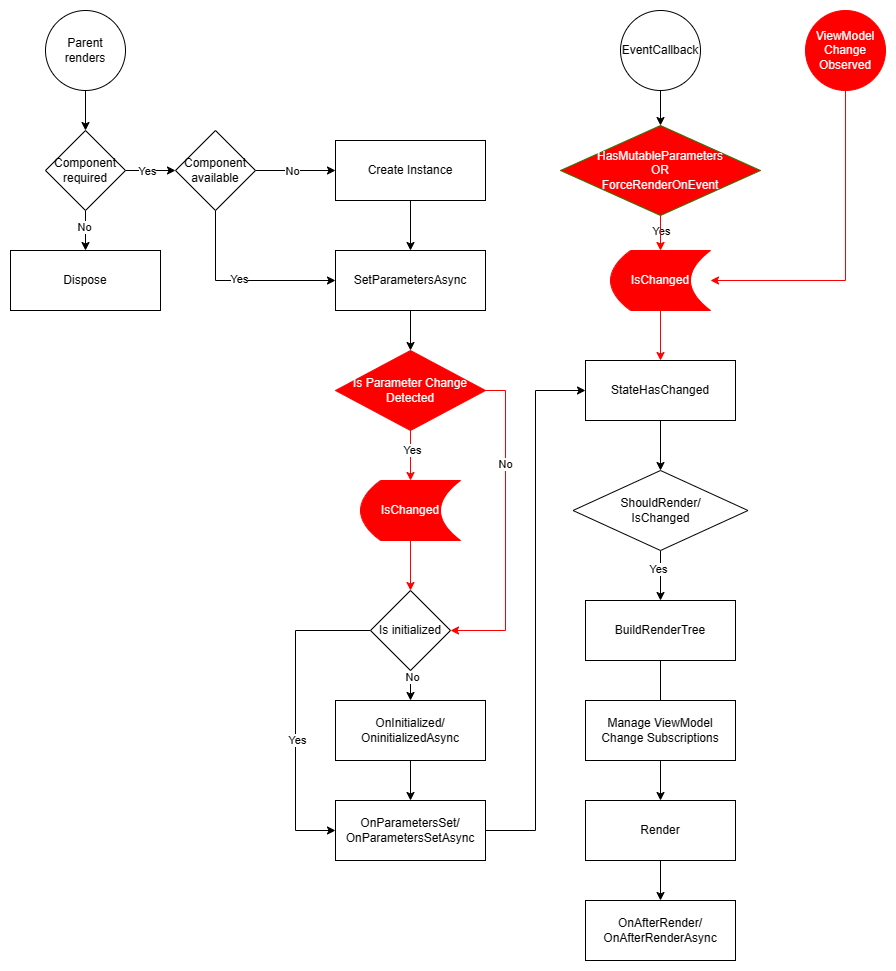 Parent
renders
EventCallback
ViewModel
Change
Observed
Component
required
Yes
Component
available
No
Create Instance
HasMutableParameters
OR
ForceRenderOnEvent
No
Yes
Dispose
Yes
SetParametersAsync
IsChanged
Is Parameter Change
Detected
StateHasChanged
Yes
No
IsChanged
ShouldRender/
IsChanged
Yes
Is initialized
BuildRenderTree
No
Yes
OnInitialized/
OninitializedAsync
Manage ViewModel
Change Subscriptions
OnParametersSet/
OnParametersSetAsync
Render
OnAfterRender/
OnAfterRenderAsync